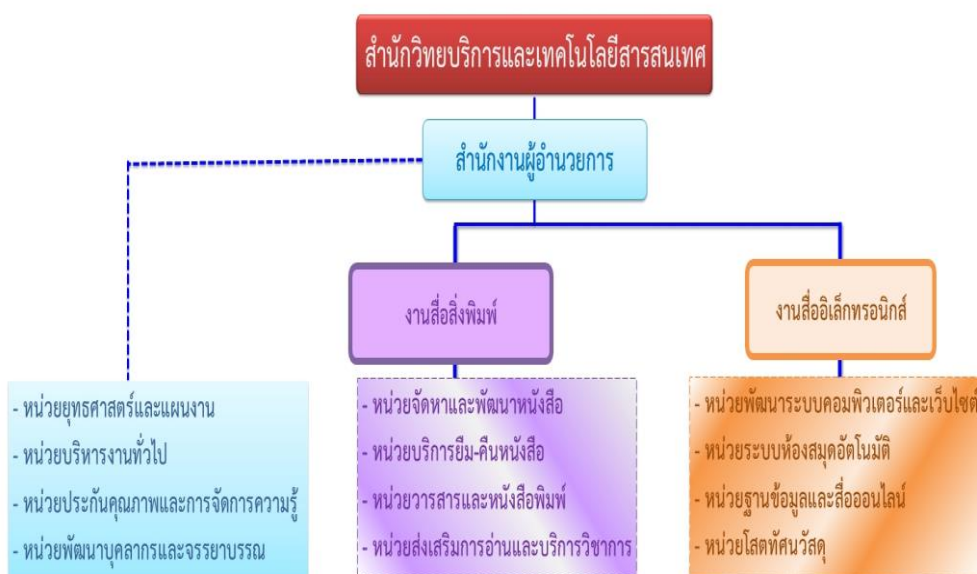 สำนักวิทยบริการและเทคโนโลยีสารสนเทศ
สำนักงานผู้อำนวยการ
งานสื่อสิ่งพิมพ์
งานสื่ออิเล็กทรอนิกส์
- หน่วยยุทธศาสตร์และแผนงาน
- หน่วยบริหารงานทั่วไป
- หน่วยประกันคุณภาพและการจัดการความรู้
- หน่วยพัฒนาบุคลากรและจรรยาบรรณ
- หน่วยจัดหาและพัฒนาหนังสือ
- หน่วยบริการยืม-คืนหนังสือ
- หน่วยวารสารและหนังสือพิมพ์
- หน่วยส่งเสริมการอ่านและบริการวิชาการ
- หน่วยพัฒนาระบบคอมพิวเตอร์และเว็บไซต์
- หน่วยระบบห้องสมุดอัตโนมัติ
- หน่วยฐานข้อมูลและสื่อออนไลน์
- หน่วยโสตทัศนวัสดุ